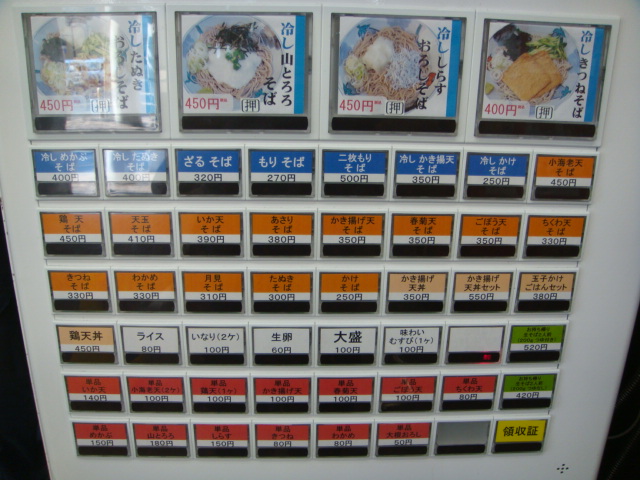 冷し たぬき
おろしそば
450円
(押)
冷し 山とろろ
そば
450円
(押)
冷し しらす
おろしそば
450円
(押)
冷し きつねそば
400円
(押)
冷し めかぶ
そば
400円
冷し たぬき
そば
400円
ざる そば
320円
もり そば
270円
二枚もり
そば
500円
冷し かき揚天
そば
350円
冷し かけ
そば
250円
小海老天
そば
450円
鶏 天
そば
450円
天玉
そば
410円
いか天
そば
390円
あさり
そば
380円
かき揚げ天
そば
350円
春菊天
そば
350円
ごぼう天
そば
350円
ちくわ天
そば
330円
きつね
そば
330円
わかめ
そば
330円
月見
そば
310円
たぬき
そば
300円
かけ
そば
250円
かき揚げ
天丼
350円
かき揚げ
天丼セット
550円
玉子かけ
ごはんセット
380円
鶏天丼
450円
ライス
80円
いなり(2ケ)
100円
生卵
60円
大盛
100円
味わい
むすび(1ヶ)
100円
520円
単品
いか天
140円
単品
小海老天(2ケ)
100円
単品
鶏天(1ヶ)
100円
単品
かき揚げ天
100円
単品
春菊天
100円
単品
ごぼう天
100円
単品
ちくわ天
80円
420円
単品
めかぶ
150円
単品
山とろろ
180円
単品
しらす
150円
単品
きつね
80円
単品
わかめ
80円
単品
大根おろし
50円
領収証